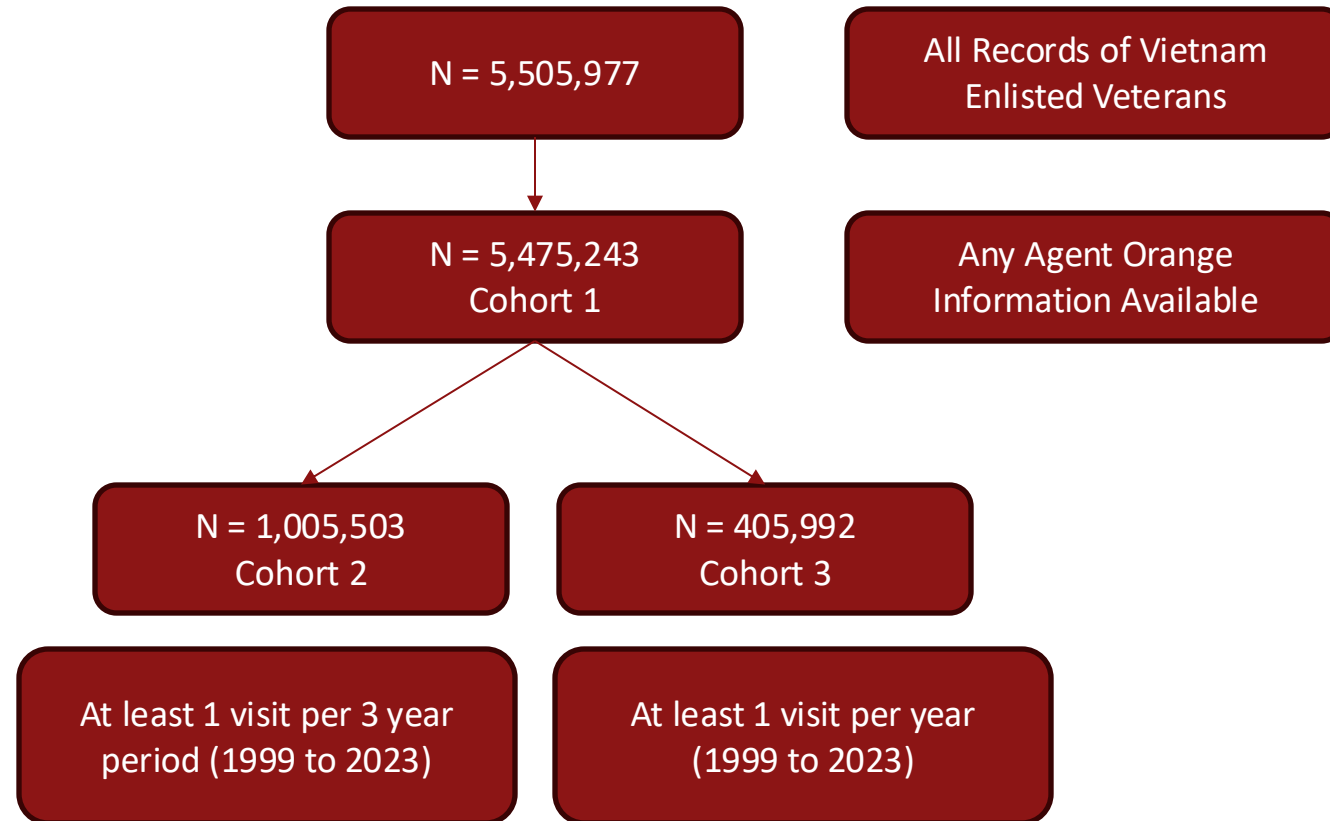 N = 5,505,977
All Records of Vietnam
Enlisted Veterans
N = 5,475,243
Cohort 1
Any Agent Orange
Information Available
N = 1,005,503
Cohort 2
N = 405,992
Cohort 3
At least 1 visit per 3 year
period (1999 to 2023)
At least 1 visit per year
(1999 to 2023)